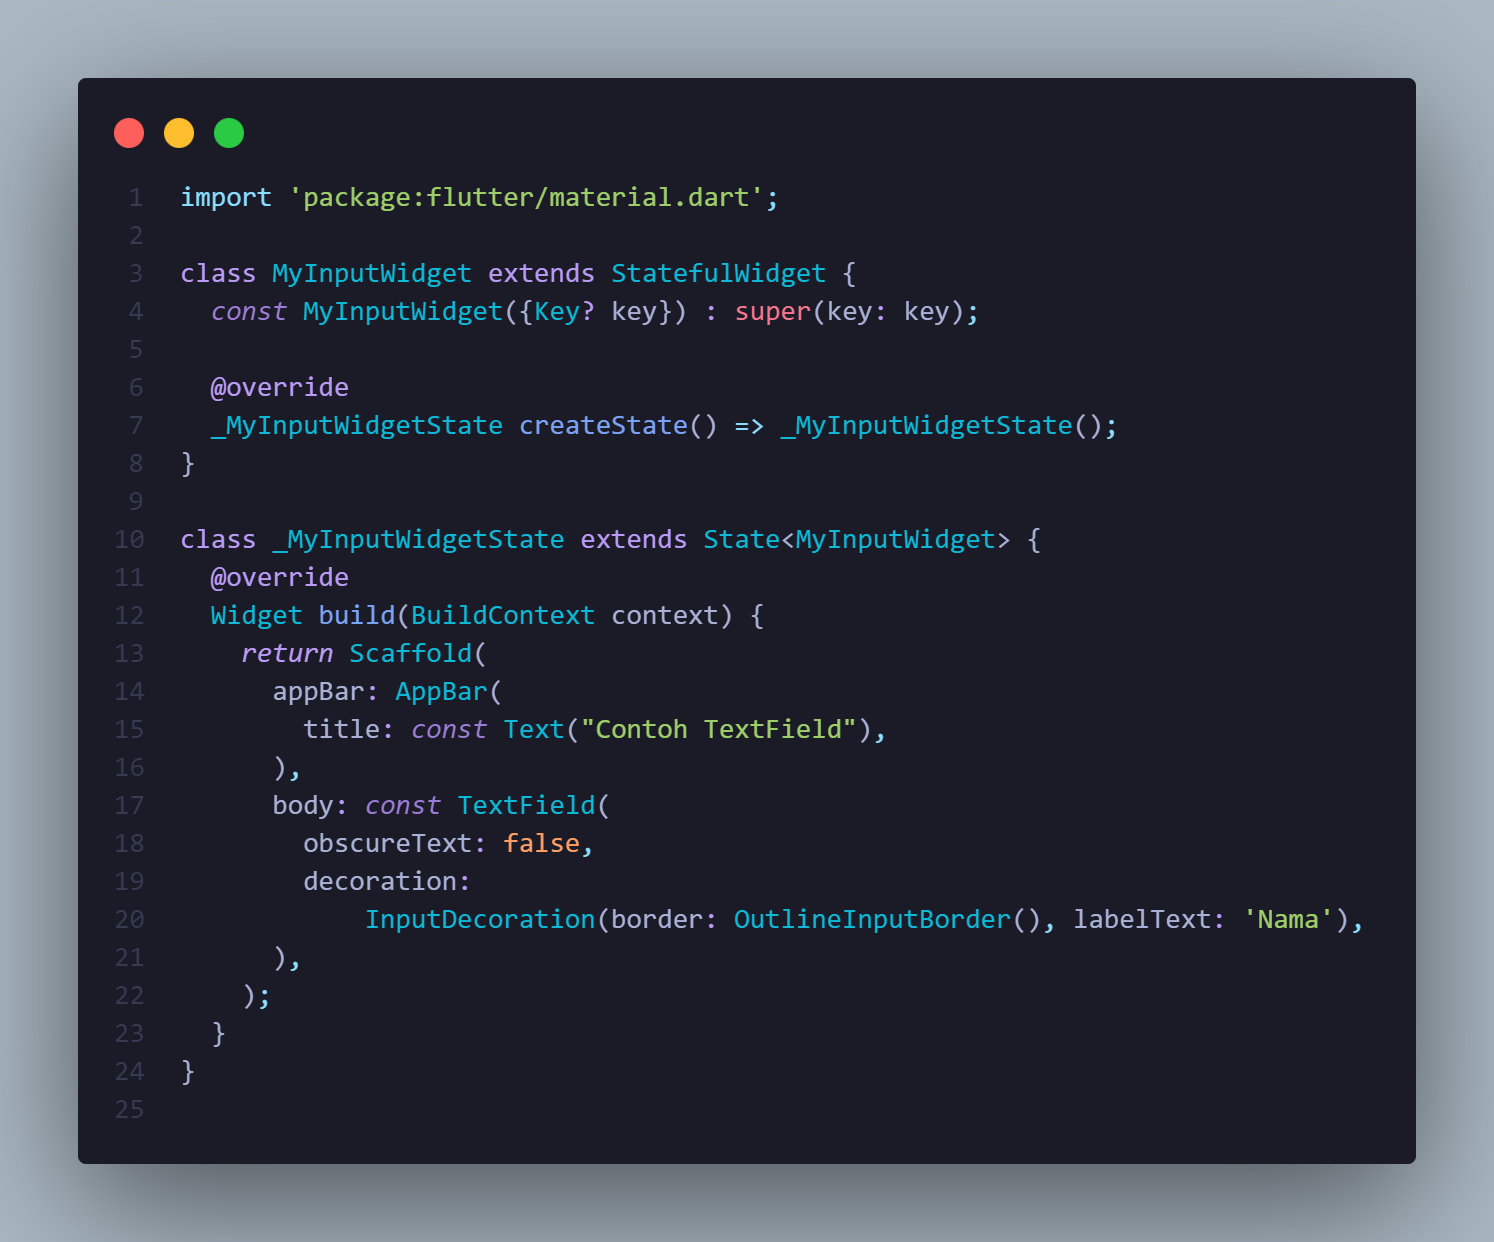 1 import 'package:flutter/material.dart';
2
3 class MyInputWidget extends StatefulWidget {
4   const MyInputWidget({Key? key}) : super(key: key);
5
6   @override
7   _MyInputWidgetState createState() => _MyInputWidgetState();
8 }
9
10 class _MyInputWidgetState extends State<MyInputWidget> {
11   @override
12   Widget build(BuildContext context) {
13     return Scaffold(
14       appBar: AppBar(
15         title: const Text("Contoh TextField"),
16       ),
17       body: const TextField(
18         obscureText: false,
19         decoration:
20             InputDecoration(border: OutlineInputBorder(), labelText: 'Nama'),
21       ),
22     );
23   }
24 }
25